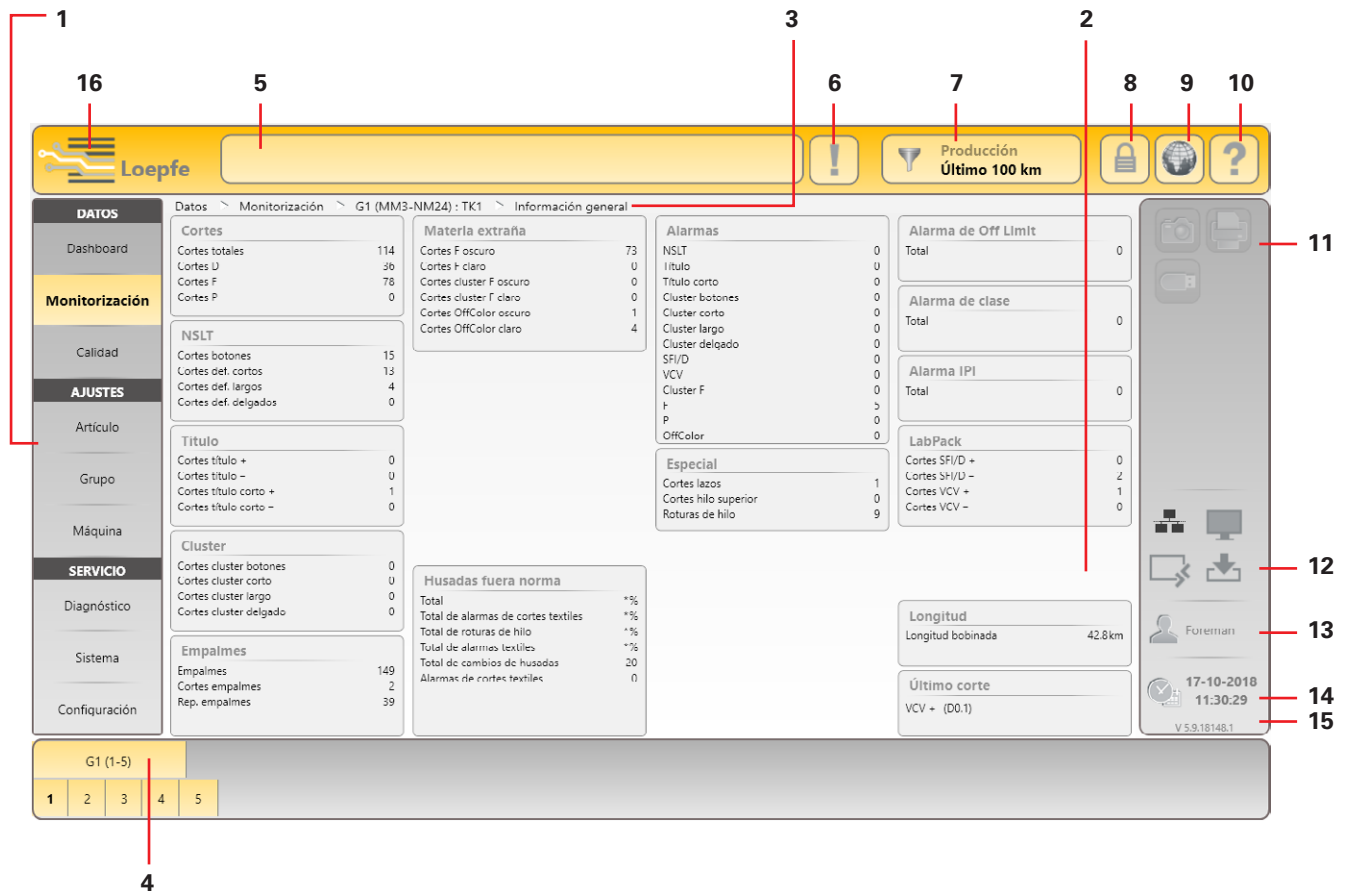 1
3
2
16
5
6
7
8
9
10
Loepfe
!
Producción
Último 100 km
?
DATOS
Dashboard
Monitorización
Calidad
AJUSTES
Artículo
Grupo
Máquina
SERVICIO
Diagnóstico
Sistema
Configuración
Datos > Monitorización > G1 (MM3-NM24) : TK1 > Información general
Cortes
Cortes totales 114
Cortes D 36
Cortes F 78
Cortes P 0
NSLT
Cortes botones 15
Cortes def. cortos 13
Cortes def. largos 4
Cortes def. delgados 0
Título
Cortes título + 0
Cortes título − 0
Cortes título corto + 1
Cortes título corto − 0
Cluster
Cortes cluster botones 0
Cortes cluster corto 0
Cortes cluster largo 0
Cortes cluster delgado 0
Empalmes
Empalmes 149
Cortes empalmes 2
Rep. empalmes 39
Materia extraña
Cortes F oscuro 73
Cortes F claro 0
Cortes cluster F oscuro 0
Cortes cluster F claro 0
Cortes OffColor oscuro 1
Cortes OffColor claro 4
Husadas fuera norma
Total *%
Total de alarmas de cortes textiles *%
Total de roturas de hilo *%
Total de alarmas textiles *%
Total de cambios de husadas 20
Alarmas de cortes textiles 0
Alarmas
NSLT 0
Título 0
Título corto 0
Cluster botones 0
Cluster corto 0
Cluster largo 0
Cluster delgado 0
SFI/D 0
VCV 0
Cluster F 0
F 5
P 0
OffColor 0
Especial
Cortes lazos 1
Cortes hilo superior 0
Roturas de hilo 9
Alarma de Off Limit
Total 0
Alarma de clase
Total 0
Alarma IPI
Total 0
LabPack
Cortes SFI/D + 0
Cortes SFI/D − 2
Cortes VCV + 1
Cortes VCV − 0
Longitud
Longitud bobinada 42.8km
Último corte
VCV + (D0.1)
11
12
Foreman
13
17-10-2018
11:30:29
14
V 5.9.18148.1
15
G1 (1-5)
1 2 3 4 5
4